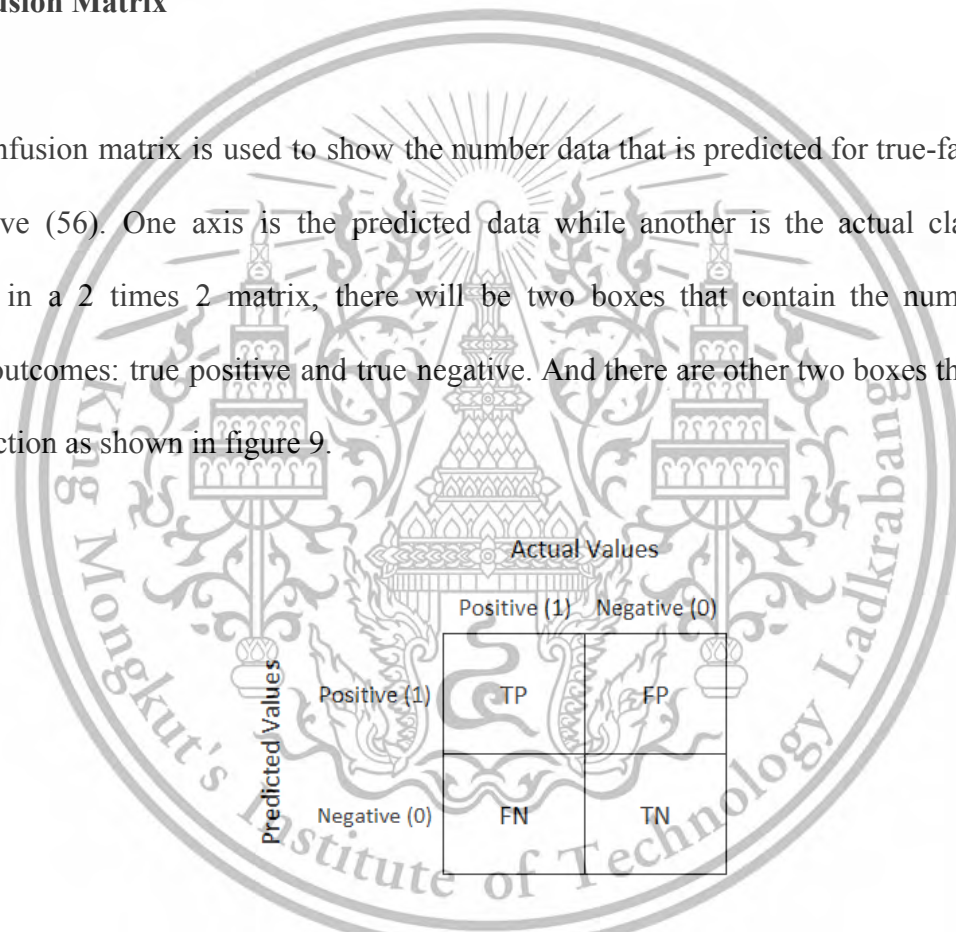 usion Matrix
nfusion matrix is used to show the number data that is predicted for true-fa
ve (56). One axis is the predicted data while another is the actual cla
in a 2 times 2 matrix, there will be two boxes that contain the num
outcomes: true positive and true negative. And there are other two boxes th
ction as shown in figure 9.
Actual Values
Positive (1) Negative (0)
Predicted Values
Positive (1) TP FP
Negative (0) FN TN
King Mongkut's Institute of Technology Ladkrabang